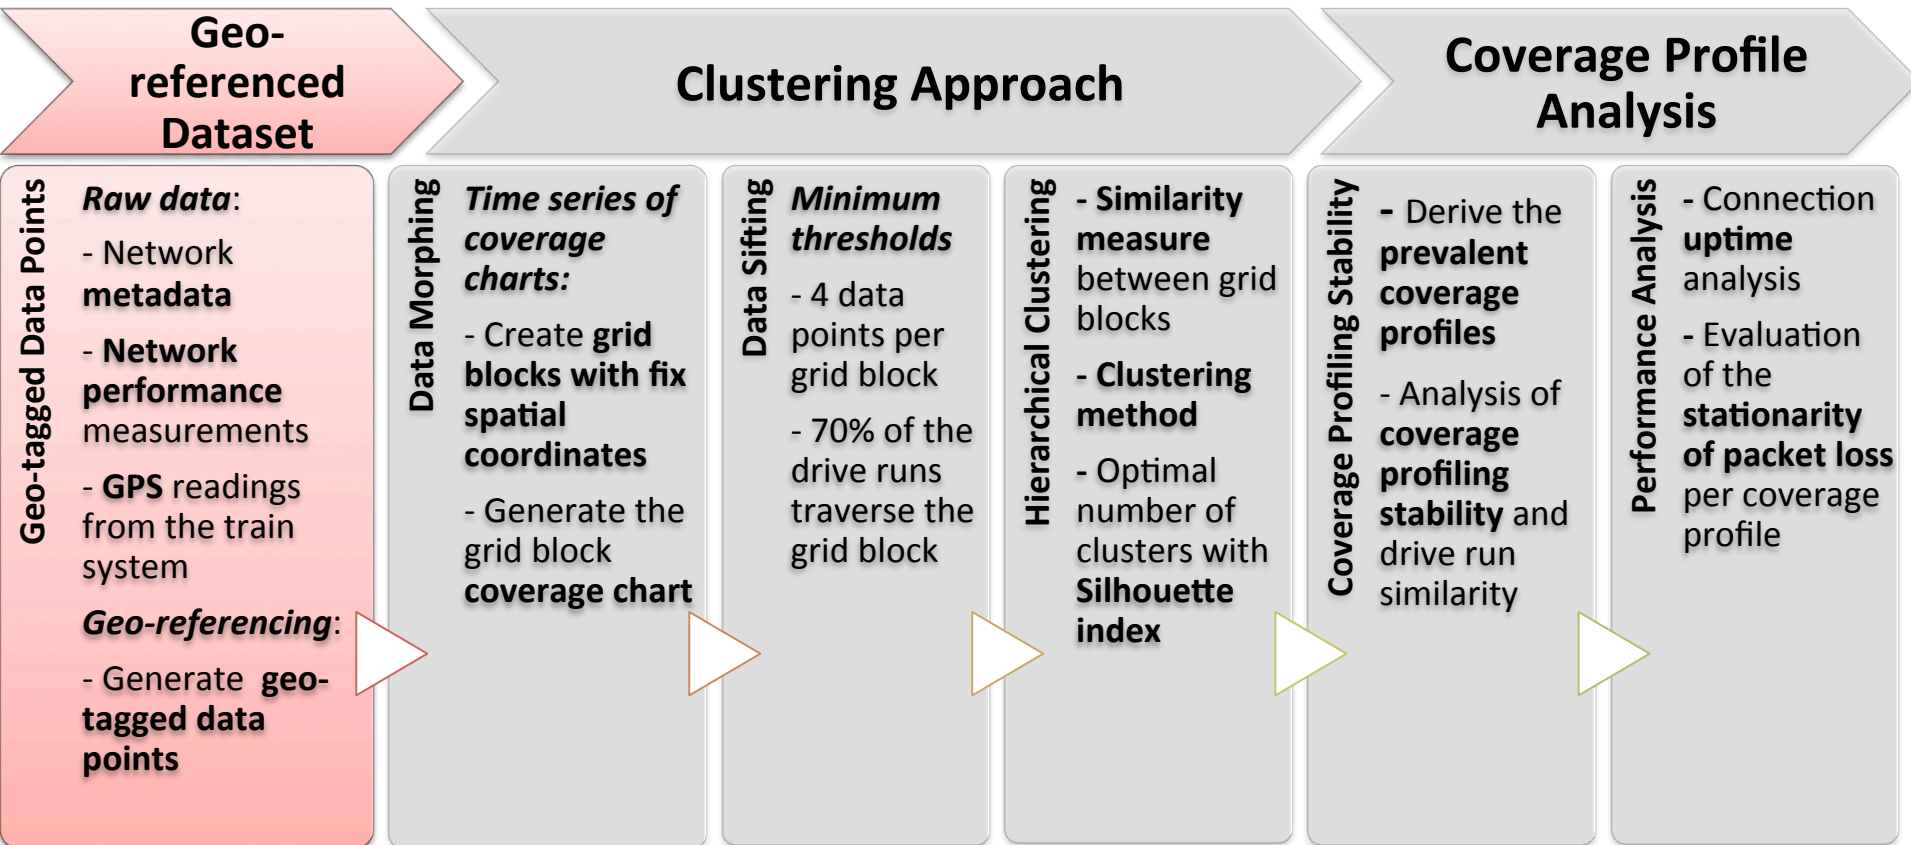 Geo-
referenced
Dataset
Clustering Approach
Coverage Profile
Analysis
Geo-tagged Data Points
Raw data:
- Network
metadata
- Network
performance
measurements
- GPS readings
from the train
system
Geo-referencing:
- Generate geo-
tagged data
points
Data Morphing
Time series of
coverage
charts:
- Create grid
blocks with fix
spatial
coordinates
- Generate the
grid block
coverage chart
Data Sifting
Minimum
thresholds
- 4 data
points per
grid block
- 70% of the
drive runs
traverse the
grid block
Hierarchical Clustering
- Similarity
measure
between grid
blocks
- Clustering
method
- Optimal
number of
clusters with
Silhouette
index
Coverage Profiling Stability
- Derive the
prevalent
coverage
profiles
- Analysis of
coverage
profiling
stability and
drive run
similarity
Performance Analysis
- Connection
uptime
analysis
- Evaluation
of the
stationarity
of packet loss
per coverage
profile